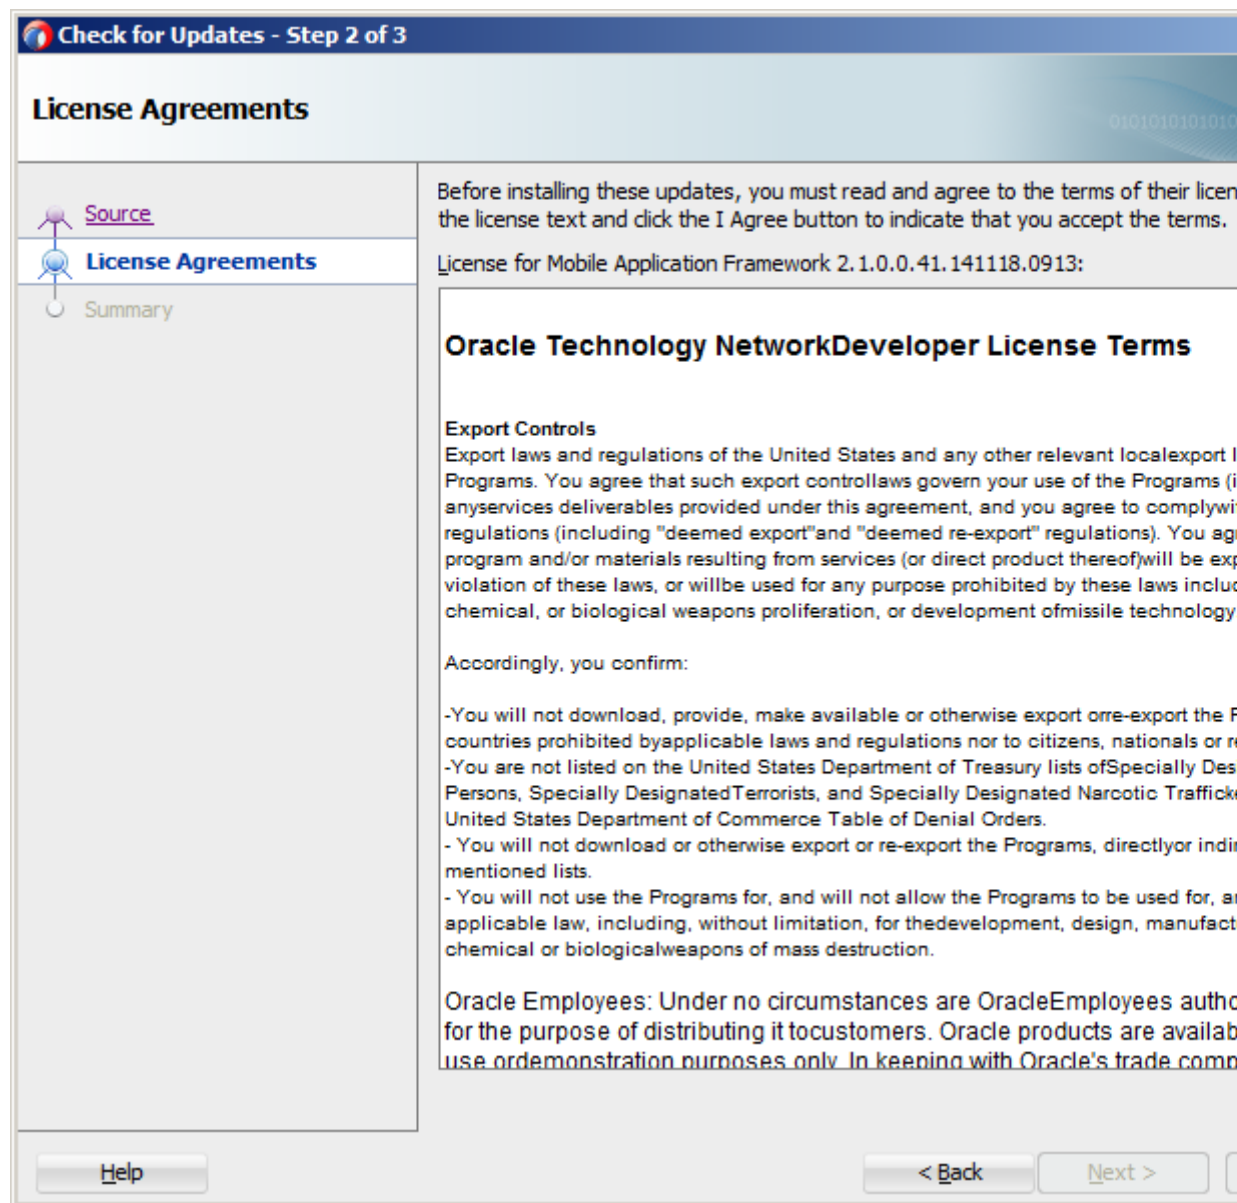 Check for Updates - Step 2 of 3
License Agreements
01010101010101
Source
License Agreements
Summary
Before installing these updates, you must read and agree to the terms of their
the license text and click the I Agree button to indicate that you accept the terms.
License for Mobile Application Framework 2.1.0.0.41.141118.0913:
Oracle Technology NetworkDeveloper License Terms
Export Controls
Export laws and regulations of the United States and any other relevant localexport
Programs. You agree that such export controllaws govern your use of the Programs
anyservices deliverables provided under this agreement, and you agree to
regulations (including "deemed export"and "deemed re-export" regulations). You
program and/or materials resulting from services (or direct product thereof)will be
violation of these laws, or willbe used for any purpose prohibited by these laws
chemical, or biological weapons proliferation, or development ofmissile technology
Accordingly, you confirm:
-You will not download, provide, make available or otherwise export orre-export the
countries prohibited byapplicable laws and regulations nor to citizens, nationals or
-You are not listed on the United States Department of Treasury lists ofSpecially
Persons, Specially DesignatedTerrorists, and Specially Designated Narcotic
United States Department of Commerce Table of Denial Orders.
- You will not download or otherwise export or re-export the Programs, directlyor
mentioned lists.
- You will not use the Programs for, and will not allow the Programs to be used for,
applicable law, including, without limitation, for thedevelopment, design,
chemical or biologicalweapons of mass destruction.
Oracle Employees: Under no circumstances are OracleEmployees
for the purpose of distributing it tocustomers. Oracle products are
use ordemonstration purposes only. In keeping with Oracle's trade
Help
< Back
Next >